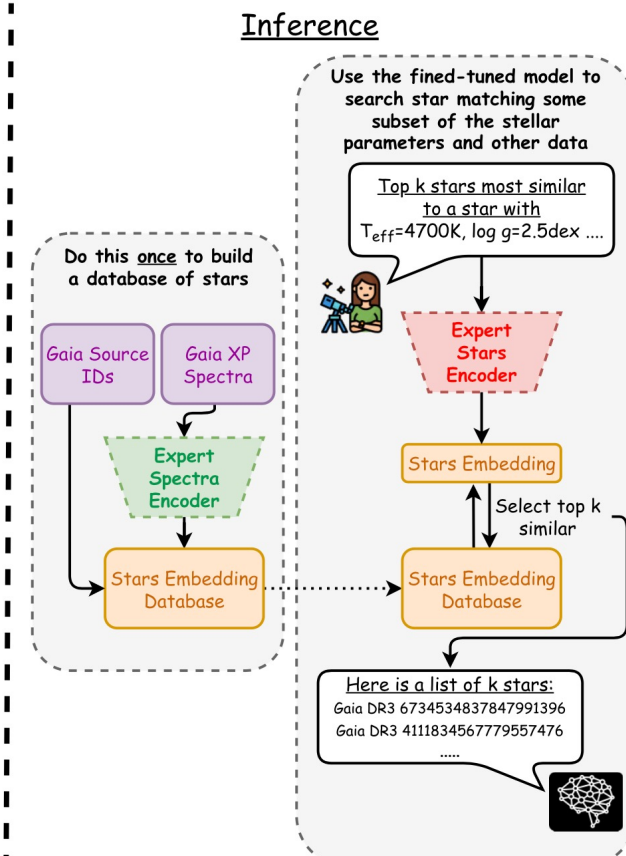 Inference
Use the fined-tuned model to
search star matching some
subset of the stellar
parameters and other data
Top k stars most similar
to a star with
Teff=4700K, log g=2.5dex ....
Do this once to build
a database of stars
Gaia Source
IDs
Gaia XP
Spectra
Expert
Stars
Encoder
Expert
Spectra
Encoder
Stars Embedding
Select top k
similar
Stars Embedding
Database
Stars Embedding
Database
Here is a list of k stars:
Gaia DR3 6734534837847991396
Gaia DR3 4111834567779557476
.....